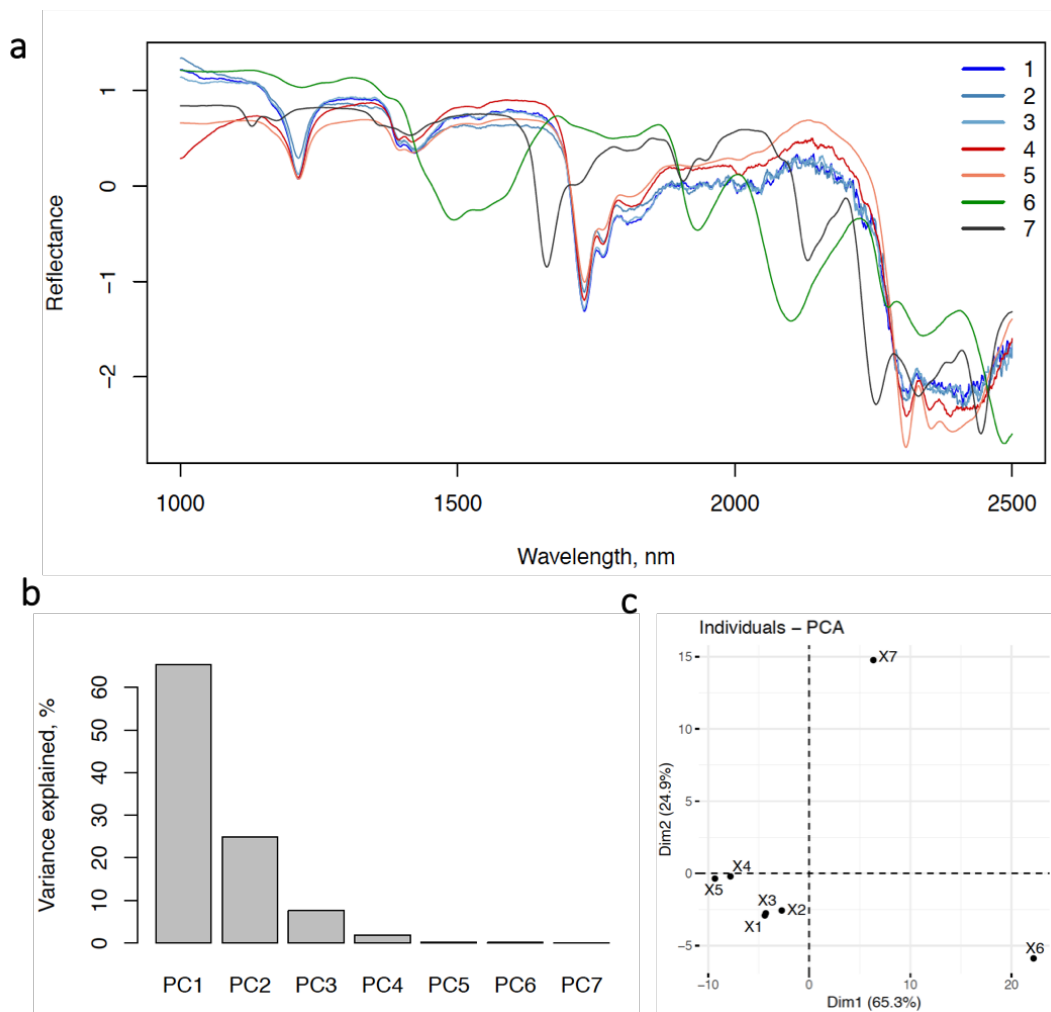 a
1
0
−1
−2
Reflectance
1
2
3
4
5
6
7
1000 1500 2000 2500
Wavelength, nm
b
Variance explained, %
60
50
40
30
20
10
0
PC1 PC2 PC3 PC4 PC5 PC6 PC7
c
Individuals − PCA
15
10
5
0
−5
Dim2 (24.9%)
X7
X4
X5
X3
X2
X1
X6
−10 0 10 20
Dim1 (65.3%)